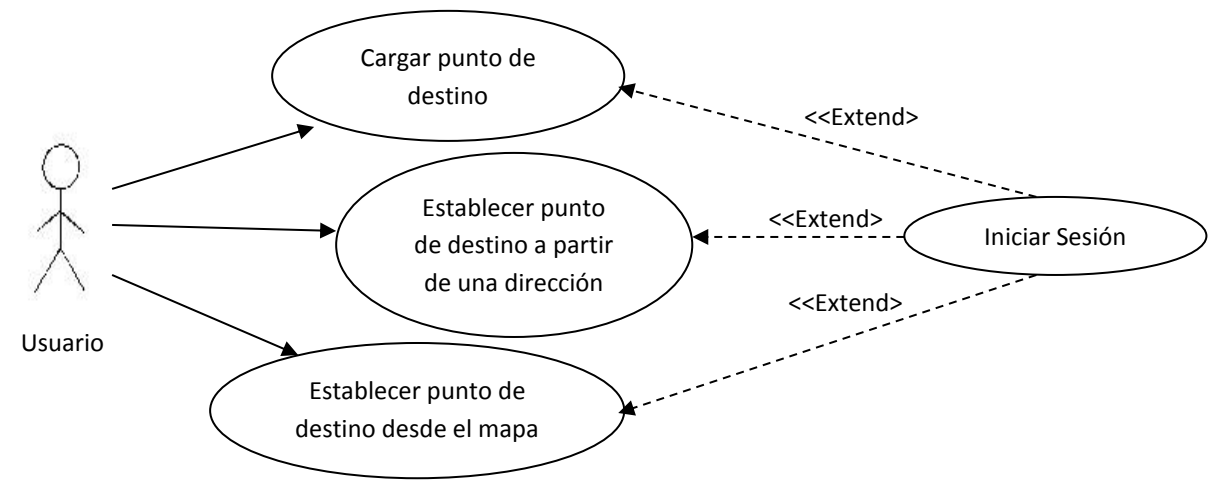 Cargar punto de
destino
<<Extend>
Establecer punto
de destino a partir
de una dirección
<<Extend>
Iniciar Sesión
<<Extend>
Usuario
Establecer punto de
destino desde el mapa